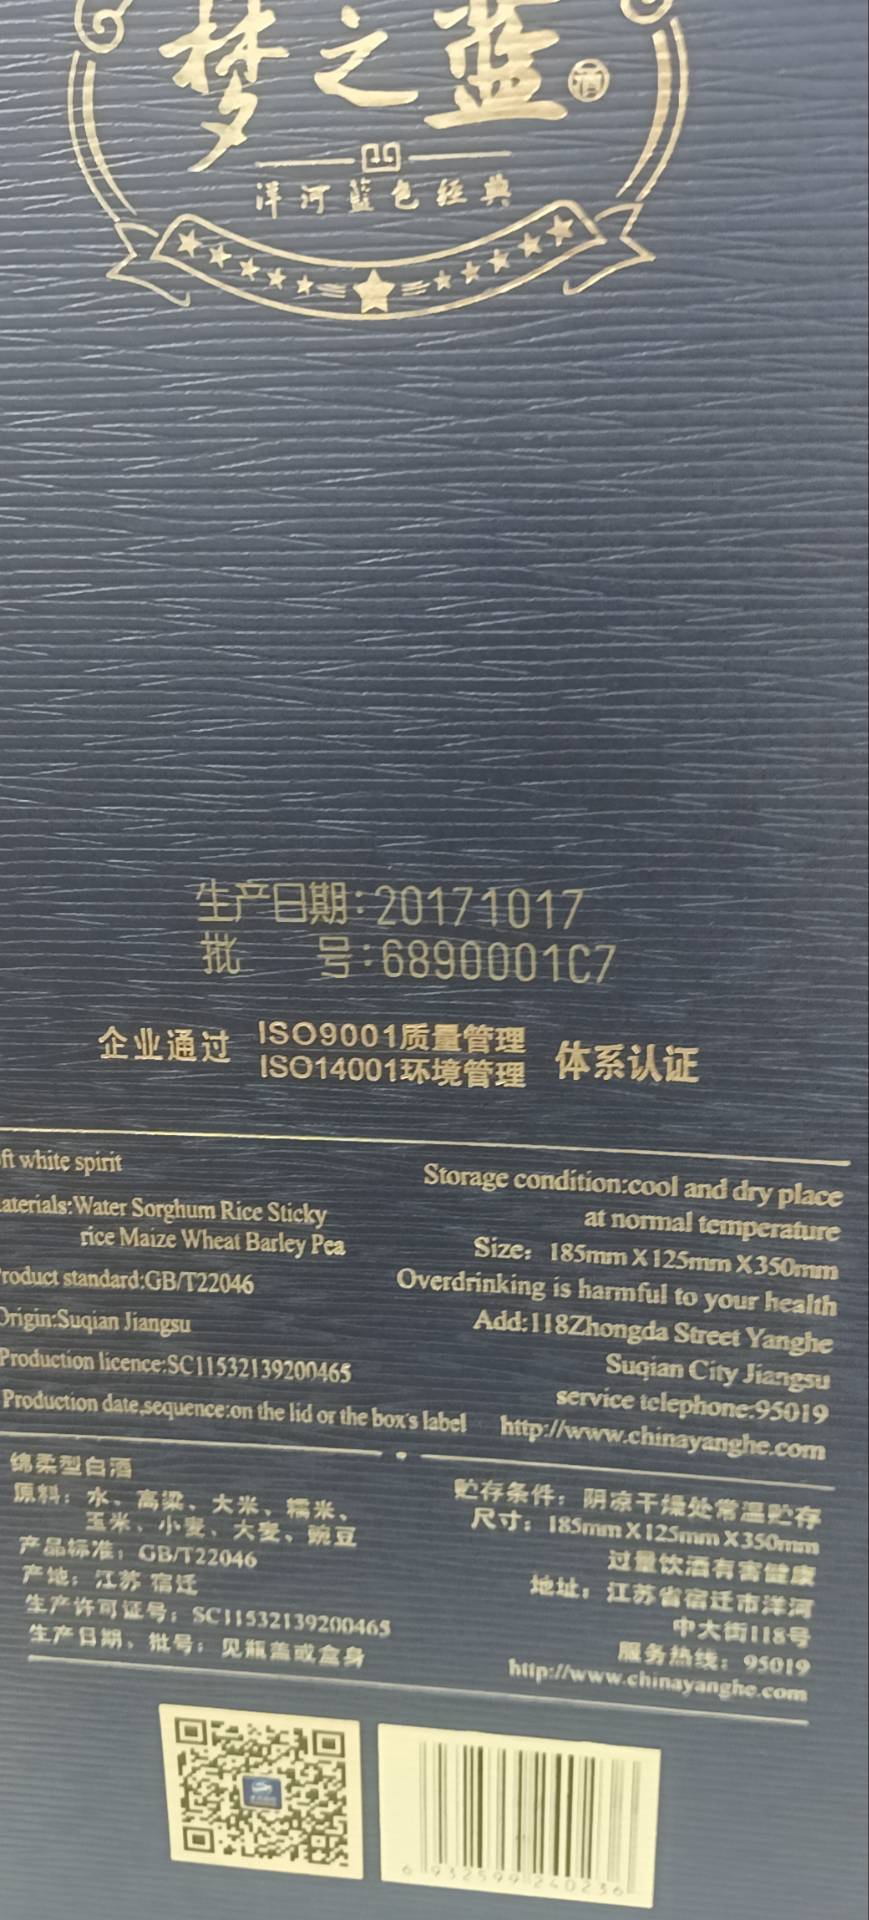 梦之蓝 酒
洋河蓝色经典
生产日期:20171017
批 号:6890001C7
企业通过 ISO9001质量管理 体系认证
ISO14001环境管理
ft white spirit
aterials:Water Sorghum Rice Sticky
rice Maize Wheat Barley Pea
roduct standard:GB/T22046
Origin:Suqian Jiangsu
Production licence:SC11532139200465
Production date,sequence:on the lid or the box's label
Storage condition:cool and dry place
at normal temperature
Size: 185mmX125mmX350mm
Overdrinking is harmful to your health
Add:118Zhongda Street Yanghe
Suqian City Jiangsu
service telephone:95019
http://www.chinayanghe.com
绵柔型白酒
原料：水、高粱、大米、糯米、
玉米、小麦、大麦、豌豆
产品标准：GB/T22046
产地：江苏 宿迁
生产许可证号：SC11532139200465
生产日期、批号：见瓶盖或盒身
贮存条件：阴凉干燥处常温贮存
尺寸：185mmX125mmX350mm
过量饮酒有害健康
地址：江苏省宿迁市洋河
中大街118号
服务热线：95019
http://www.chinayanghe.com
6 932599 240236